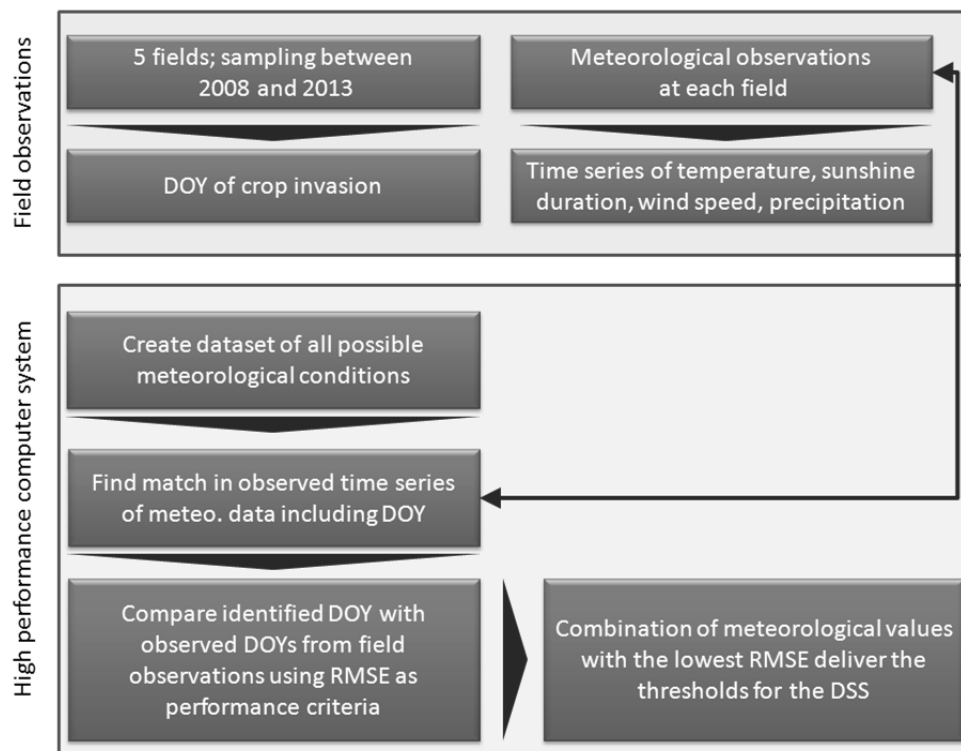 Field observations
5 fields; sampling between
2008 and 2013
Meteorological observations
at each field
DOY of crop invasion
Time series of temperature, sunshine
duration, wind speed, precipitation
High performance computer system
Create dataset of all possible
meteorological conditions
Find match in observed time series
of meteo. data including DOY
Compare identified DOY with
observed DOYs from field
observations using RMSE as
performance criteria
Combination of meteorological values
with the lowest RMSE deliver the
thresholds for the DSS